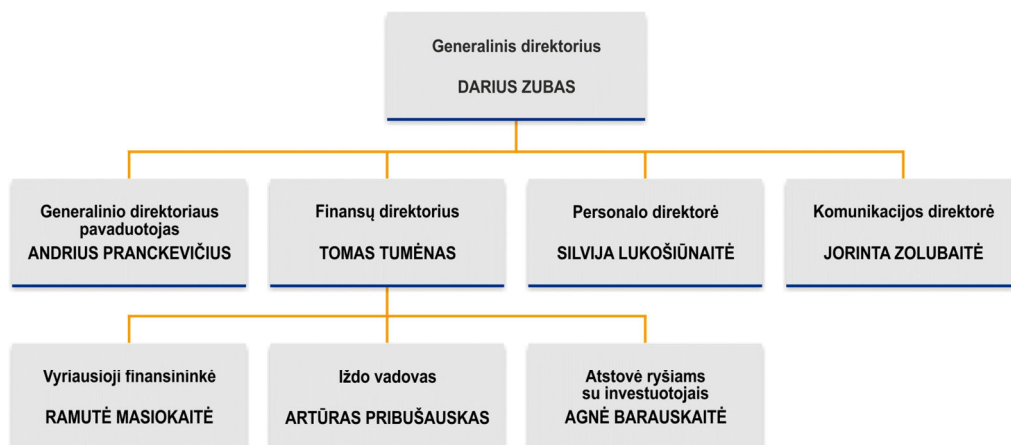 Generalinis direktorius
DARIUS ZUBAS
Generalinio direktoriaus
pavaduotojas
ANDRIUS PRANCKEVIČIUS
Finansų direktorius
TOMAS TUMĖNAS
Personalo direktorė
SILVIJA LUKOŠIŪNAITĖ
Komunikacijos direktorė
JORINTA ZOLUBAITĖ
Vyriausioji finansininkė
RAMUTĖ MASIOKAITĖ
Iždo vadovas
ARTŪRAS PRIBUŠAUSKAS
Atstovė ryšiams
su investuotojais
AGNĖ BARAUSKAITĖ